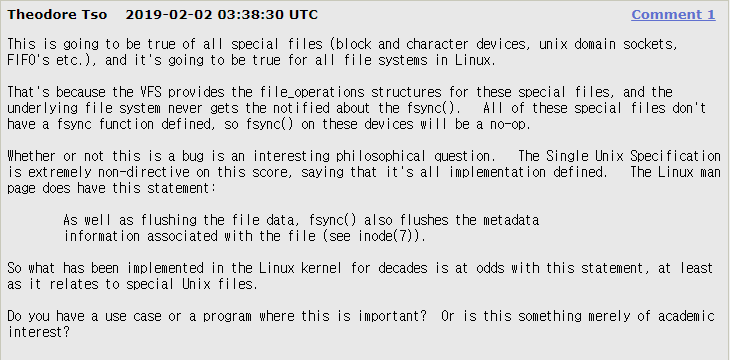 Theodore Tso 2019-02-02 03:38:30 UTC Comment 1
This is going to be true of all special files (block and character devices, unix domain sockets,
FIFO's etc.), and it's going to be true for all file systems in Linux.
That's because the VFS provides the file_operations structures for these special files, and the
underlying file system never gets the notified about the fsync(). All of these special files don't
have a fsync function defined, so fsync() on these devices will be a no-op.
Whether or not this is a bug is an interesting philosophical question. The Single Unix Specification
is extremely non-directive on this score, saying that it's all implementation defined. The Linux man
page does have this statement:
As well as flushing the file data, fsync() also flushes the metadata
information associated with the file (see inode(7)).
So what has been implemented in the Linux kernel for decades is at odds with this statement, at least
as it relates to special Unix files.
Do you have a use case or a program where this is important? Or is this something merely of academic
interest?